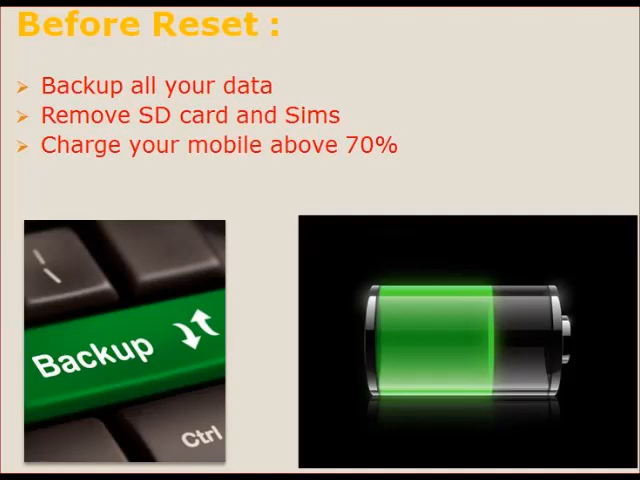 Before Reset :
➢ Backup all your data
➢ Remove SD card and Sims
➢ Charge your mobile above 70%
Backup
Ctrl